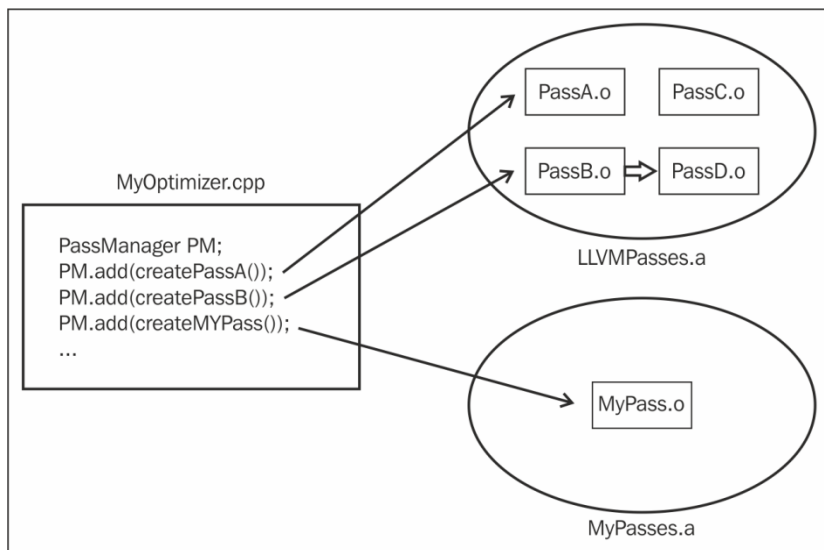 MyOptimizer.cpp
PassManager PM;
PM.add(createPassA());
PM.add(createPassB());
PM.add(createMYPass());
...
PassA.o
PassC.o
PassB.o
PassD.o
LLVMPasses.a
MyPass.o
MyPasses.a